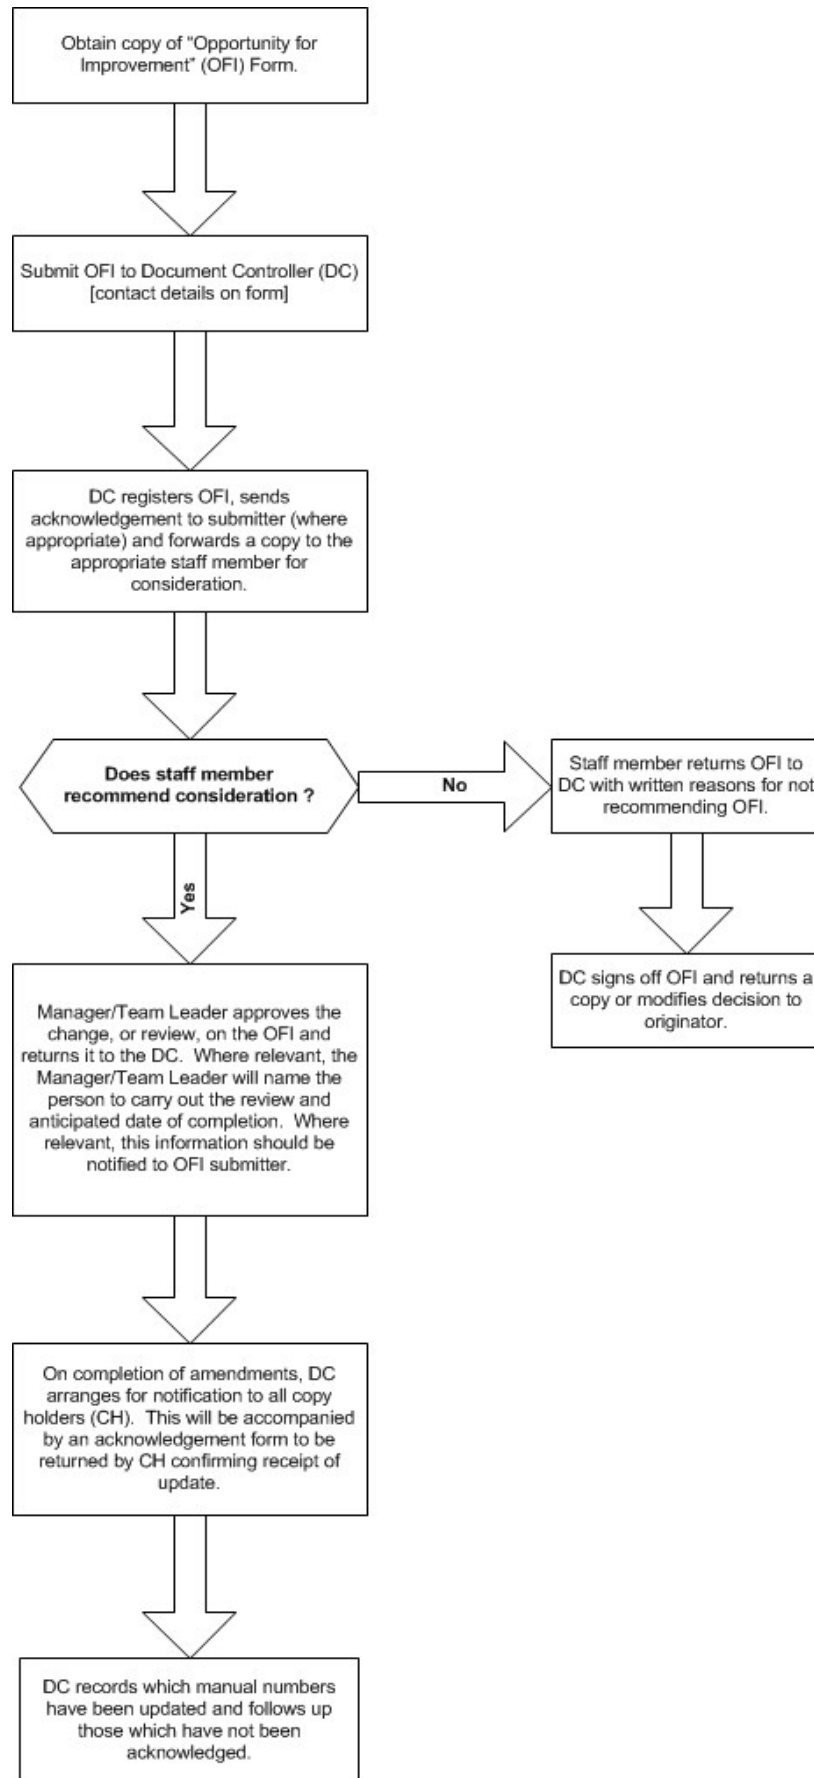 Obtain copy of “Opportunity for
Improvement” (OFI) Form.
Submit OFI to Document Controller (DC)
[contact details on form]
DC registers OFI, sends
acknowledgement to submitter (where
appropriate) and forwards a copy to the
appropriate staff member for
consideration.
Does staff member
recommend consideration ?
No
Staff member returns OFI to
DC with written reasons for not
recommending OFI.
DC signs off OFI and returns a
copy or modifies decision to
originator.
Yes
Manager/Team Leader approves the
change, or review, on the OFI and
returns it to the DC. Where relevant, the
Manager/Team Leader will name the
person to carry out the review and
anticipated date of completion. Where
relevant, this information should be
notified to OFI submitter.
On completion of amendments, DC
arranges for notification to all copy
holders (CH). This will be accompanied
by an acknowledgement form to be
returned by CH confirming receipt of
update.
DC records which manual numbers
have been updated and follows up
those which have not been
acknowledged.